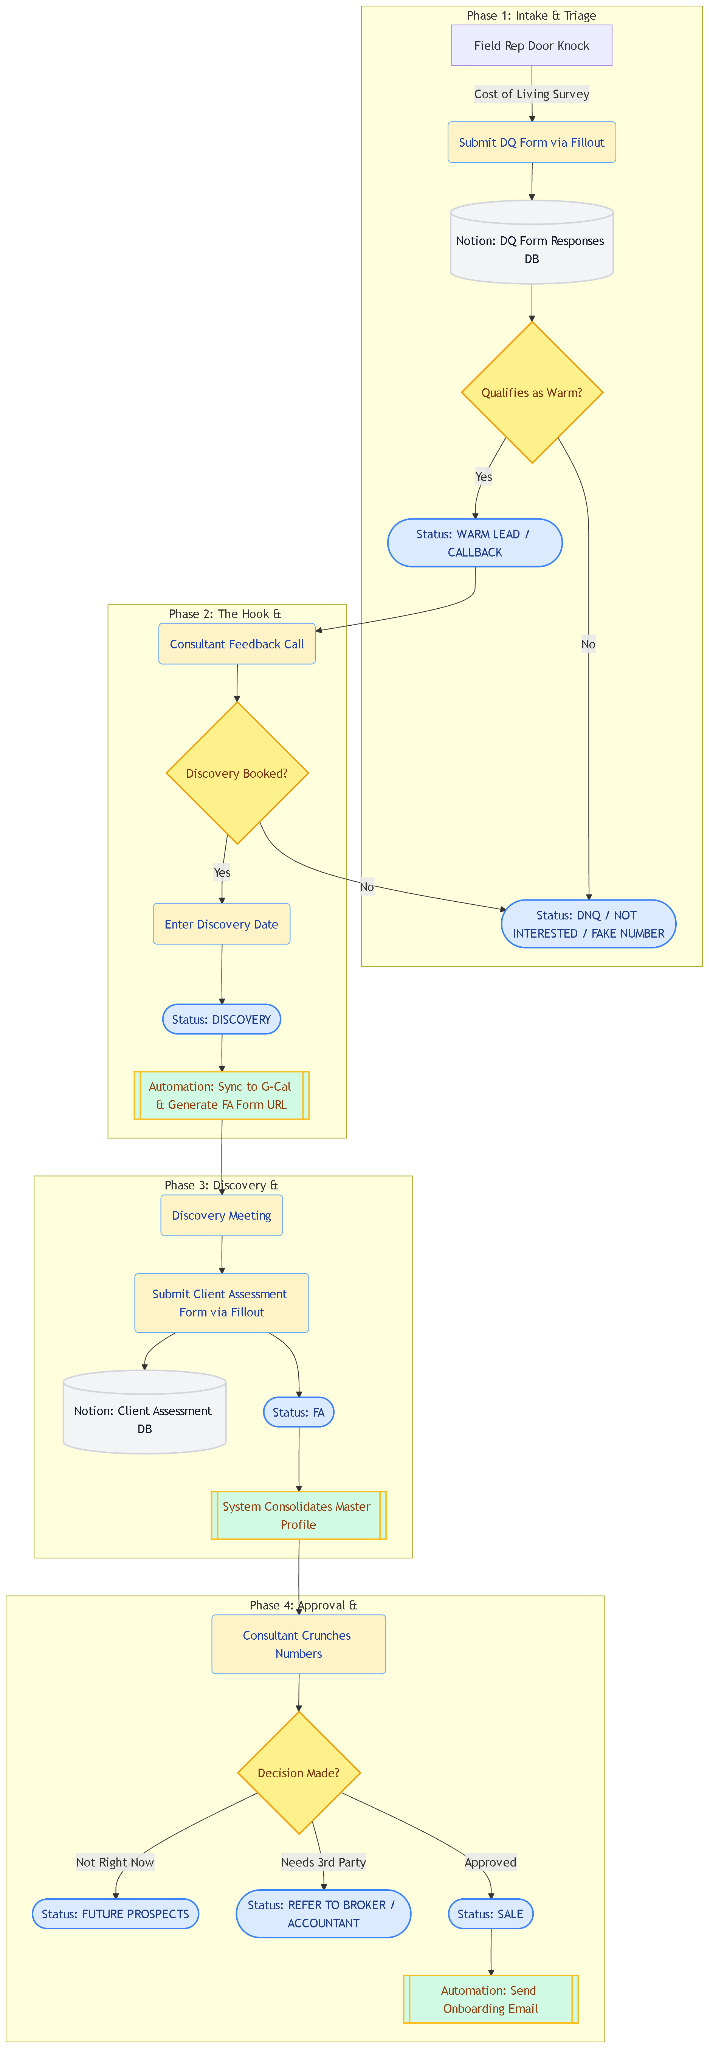 Phase 1: Intake & Triage
Field Rep Door Knock
Cost of Living Survey
Submit DQ Form via Fillout
Notion: DQ Form Responses
DB
Qualifies as Warm?
Yes
No
Status: WARM LEAD /
CALLBACK
Phase 2: The Hook &
Consultant Feedback Call
Discovery Booked?
Yes
No
Status: DNQ / NOT
INTERESTED / FAKE NUMBER
Enter Discovery Date
Status: DISCOVERY
Automation: Sync to G-Cal
& Generate FA Form URL
Phase 3: Discovery &
Discovery Meeting
Submit Client Assessment
Form via Fillout
Notion: Client Assessment
DB
Status: FA
System Consolidates Master
Profile
Phase 4: Approval &
Consultant Crunches
Numbers
Decision Made?
Not Right Now
Needs 3rd Party
Approved
Status: FUTURE PROSPECTS
Status: REFER TO BROKER /
ACCOUNTANT
Status: SALE
Automation: Send
Onboarding Email